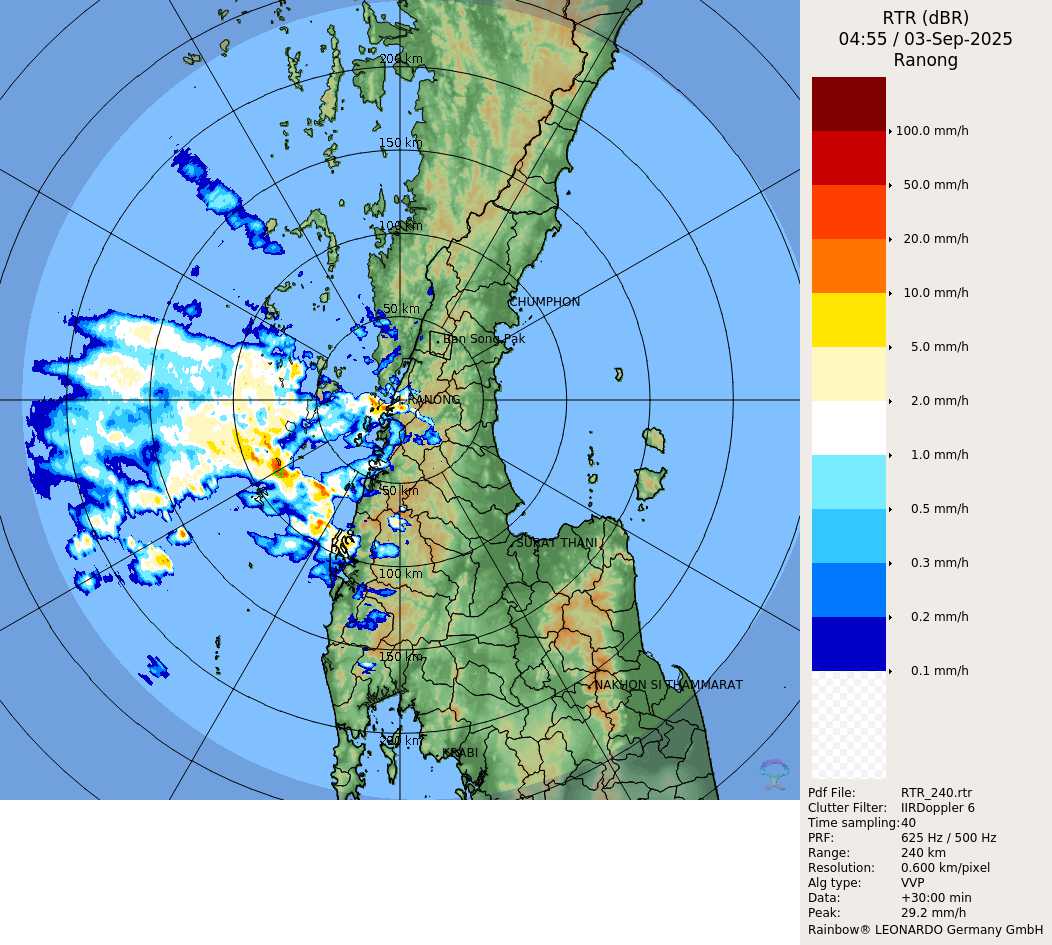 RTR (dBR)
04:55 / 03-Sep-2025
Ranong
200 km
150 km
100 km
50 km
CHUMPHON
Ban Song Pak
RANONG
50 km
SURAT THANI
100 km
150 km
NAKHON SI THAMMARAT
200 km
KRABI
100.0 mm/h
50.0 mm/h
20.0 mm/h
10.0 mm/h
5.0 mm/h
2.0 mm/h
1.0 mm/h
0.5 mm/h
0.3 mm/h
0.2 mm/h
0.1 mm/h
Pdf File: RTR_240.rtr
Clutter Filter: IIRDoppler 6
Time sampling: 40
PRF: 625 Hz / 500 Hz
Range: 240 km
Resolution: 0.600 km/pixel
Alg type: VVP
Data: +30:00 min
Peak: 29.2 mm/h
Rainbow® LEONARDO Germany GmbH